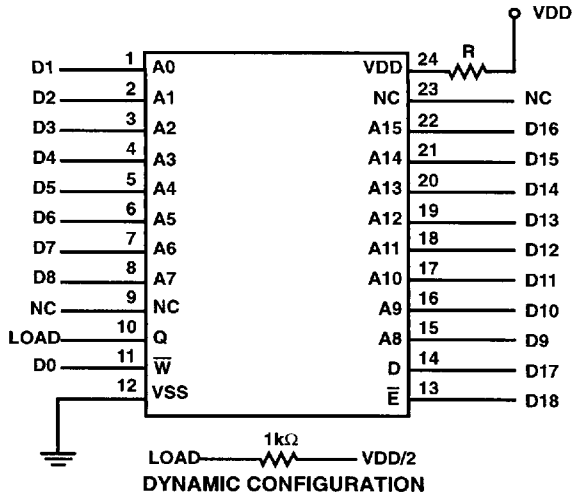 VDD
R
D1 1 A0 VDD 24
D2 2 A1 NC 23 NC
D3 3 A2 A15 22 D16
D4 4 A3 A14 21 D15
D5 5 A4 A13 20 D14
D6 6 A5 A12 19 D13
D7 7 A6 A11 18 D12
D8 8 A7 A10 17 D11
NC 9 NC A9 16 D10
LOAD 10 Q A8 15 D9
D0 11 W̅ D 14 D17
12 VSS E̅ 13 D18
1kΩ
LOAD VDD/2
DYNAMIC CONFIGURATION